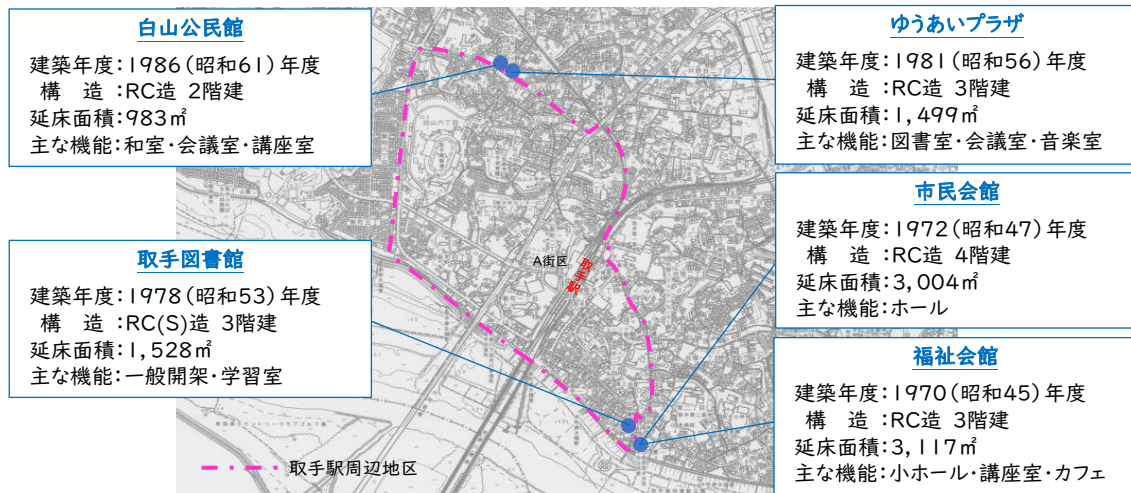 白山公民館
建築年度：1986（昭和61）年度
構　造：RC造 2階建
延床面積：983㎡
主な機能：和室・会議室・講座室
取手図書館
建築年度：1978（昭和53）年度
構　造：RC(S)造 3階建
延床面積：1,528㎡
主な機能：一般開架・学習室
白山六丁目
A街区
取手駅
取手駅周辺地区
ゆうあいプラザ
建築年度：1981（昭和56）年度
構　造：RC造 3階建
延床面積：1,499㎡
主な機能：図書室・会議室・音楽室
市民会館
建築年度：1972（昭和47）年度
構　造：RC造 4階建
延床面積：3,004㎡
主な機能：ホール
福祉会館
建築年度：1970（昭和45）年度
構　造：RC造 3階建
延床面積：3,117㎡
主な機能：小ホール・講座室・カフェ